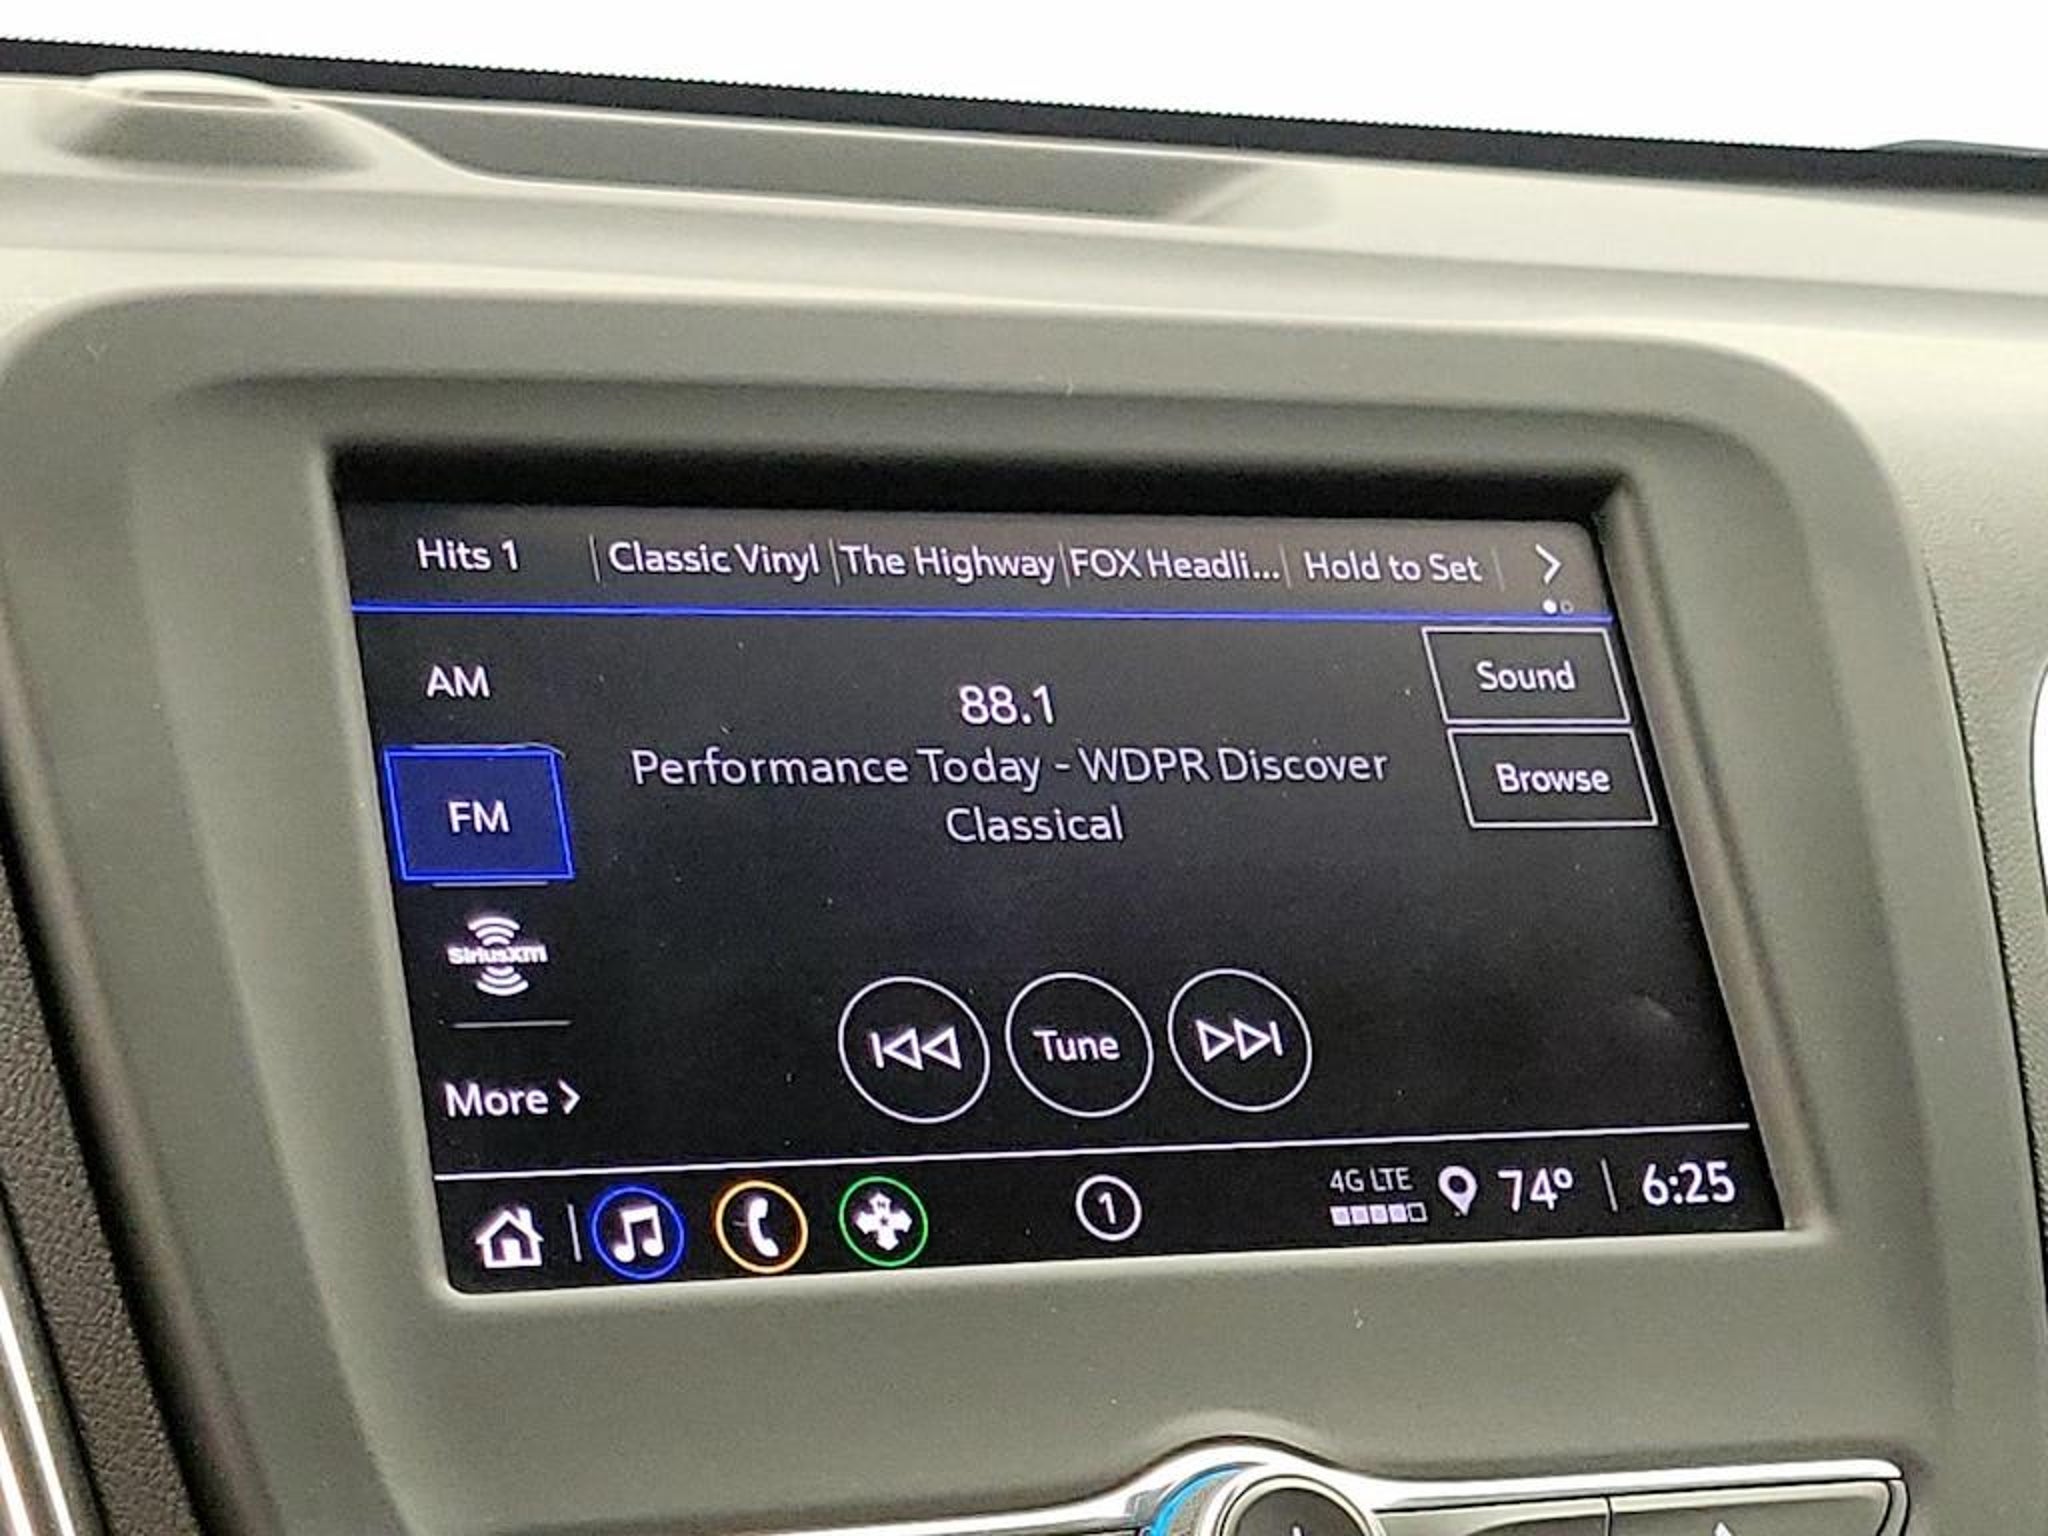 Hits 1
Classic Vinyl
The Highway
FOX Headli...
Hold to Set
AM
FM
SiriusXM
More
88.1
Performance Today - WDPR Discover
Classical
Sound
Browse
Tune
1
4G LTE
74°
6:25